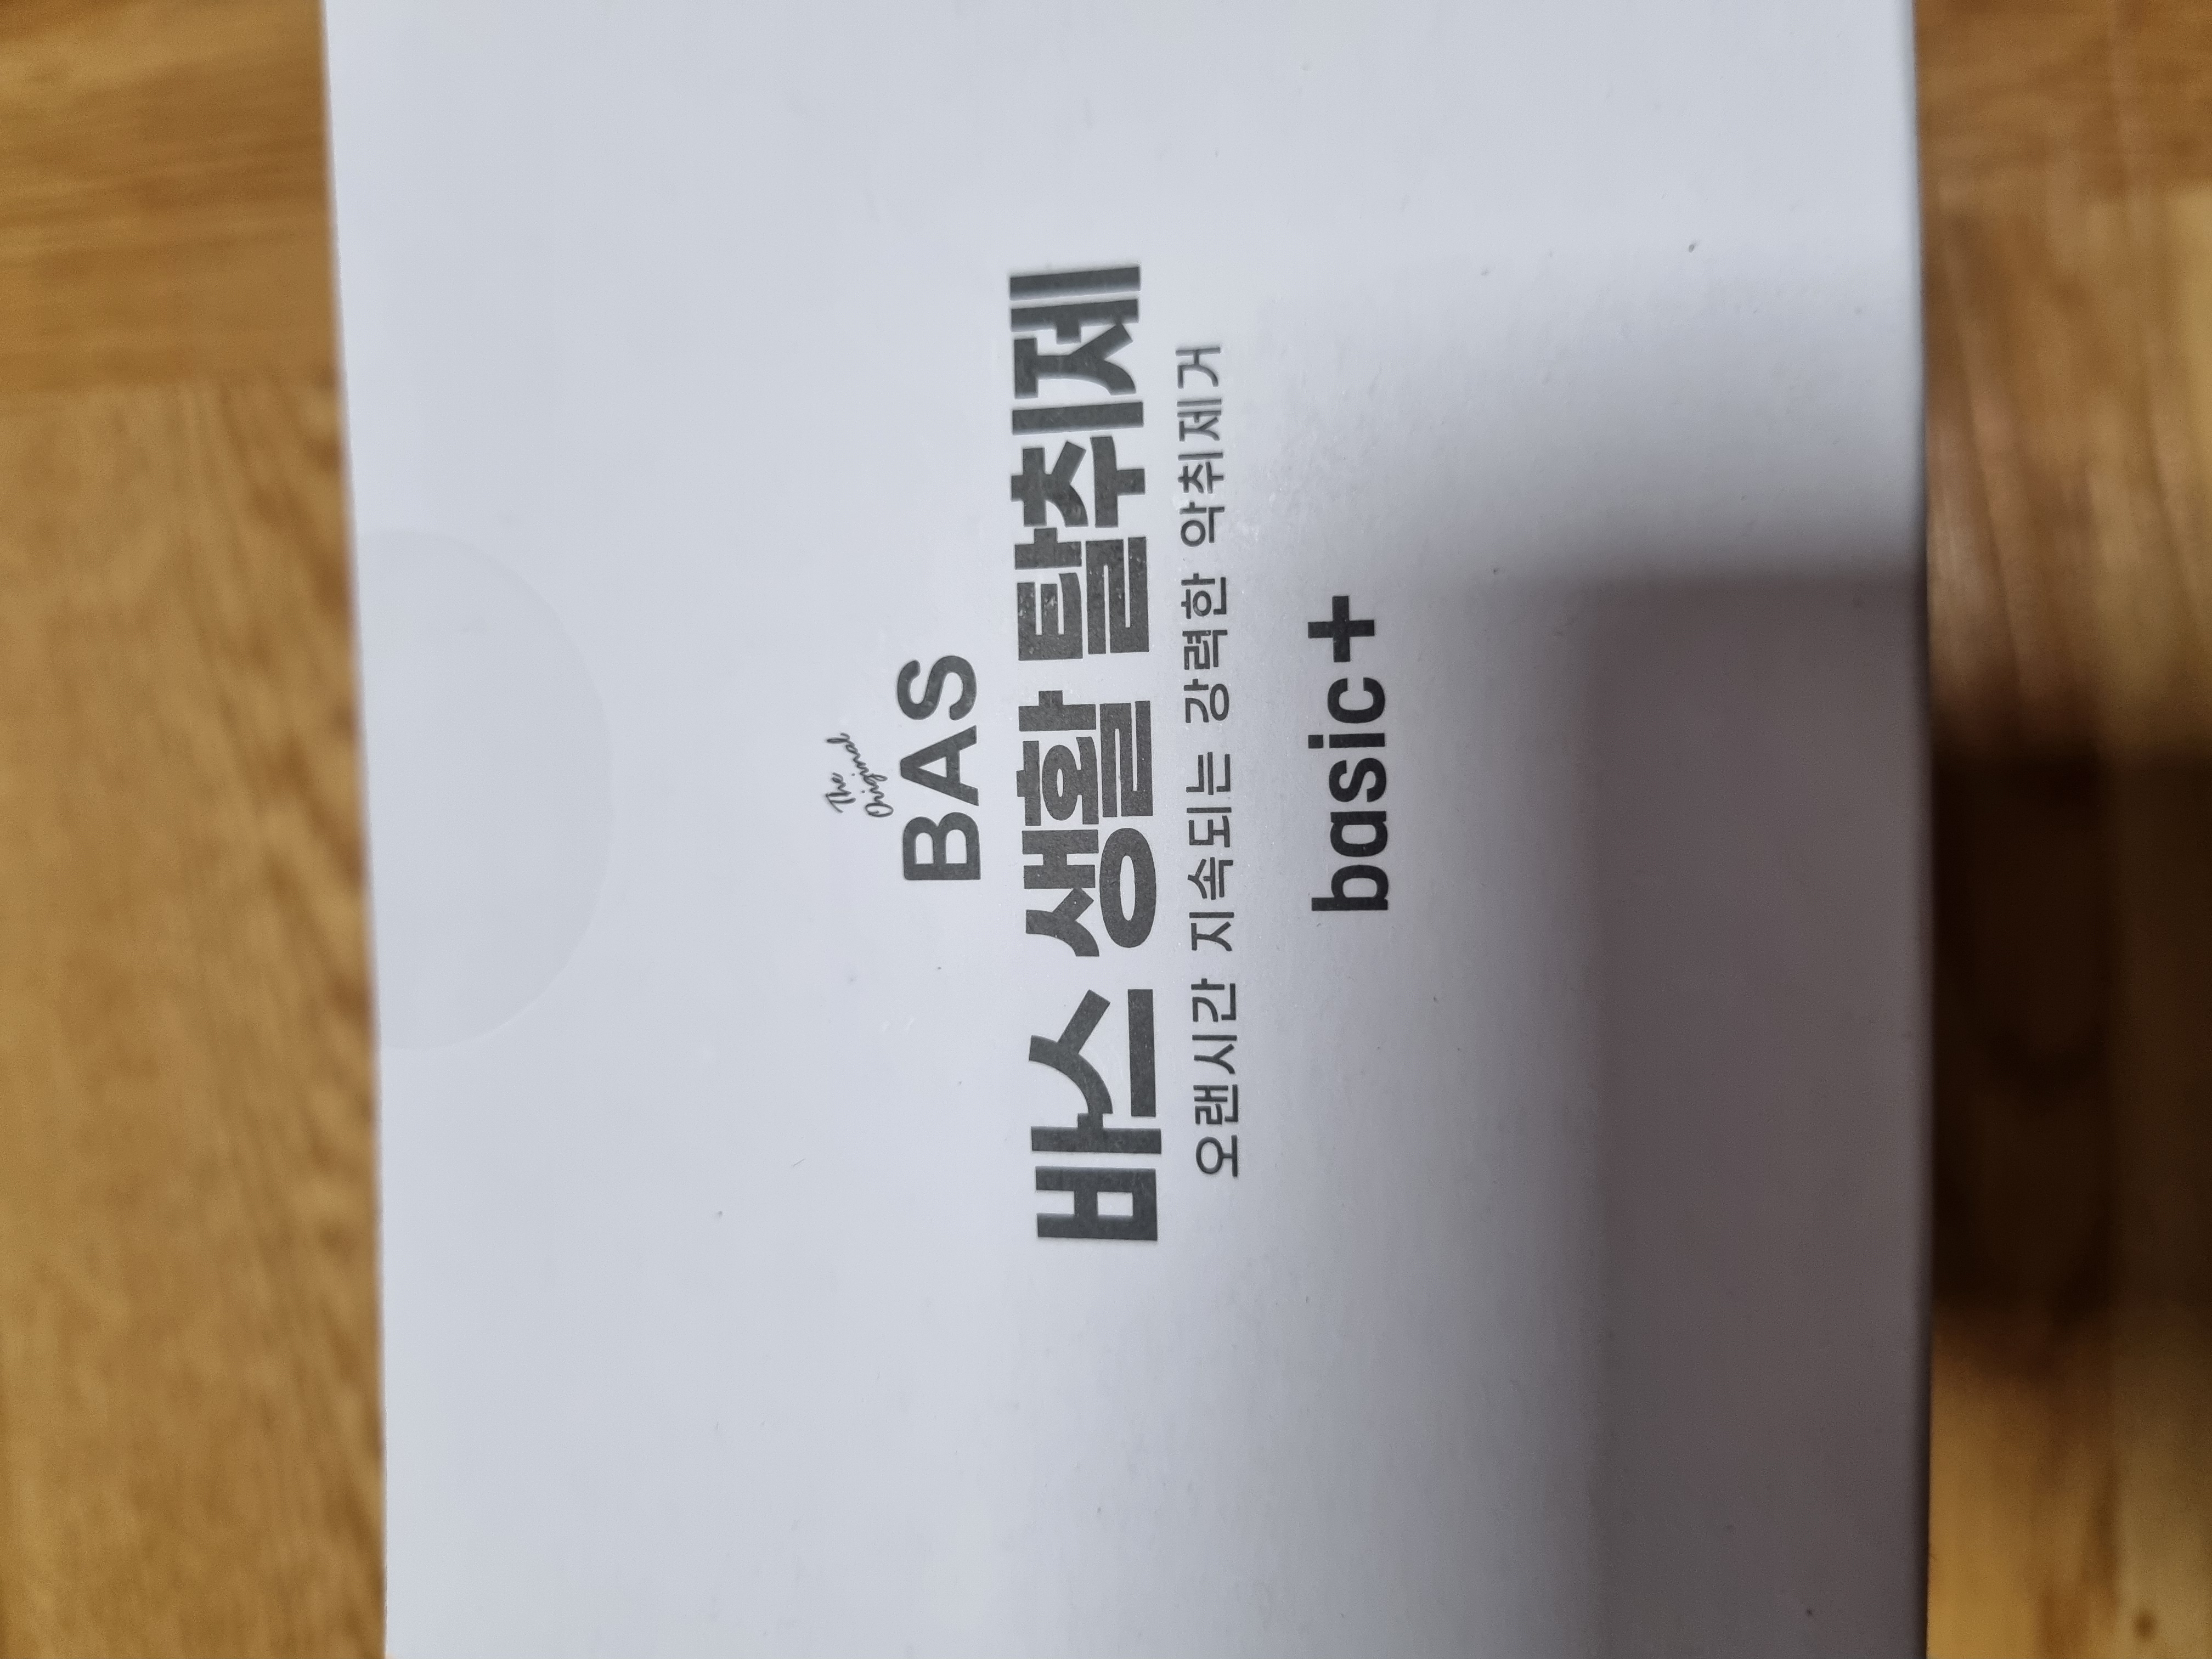 The
Original
BAS
바스 생활 탈취제
오랜시간 지속되는 강력한 악취제거
basic+